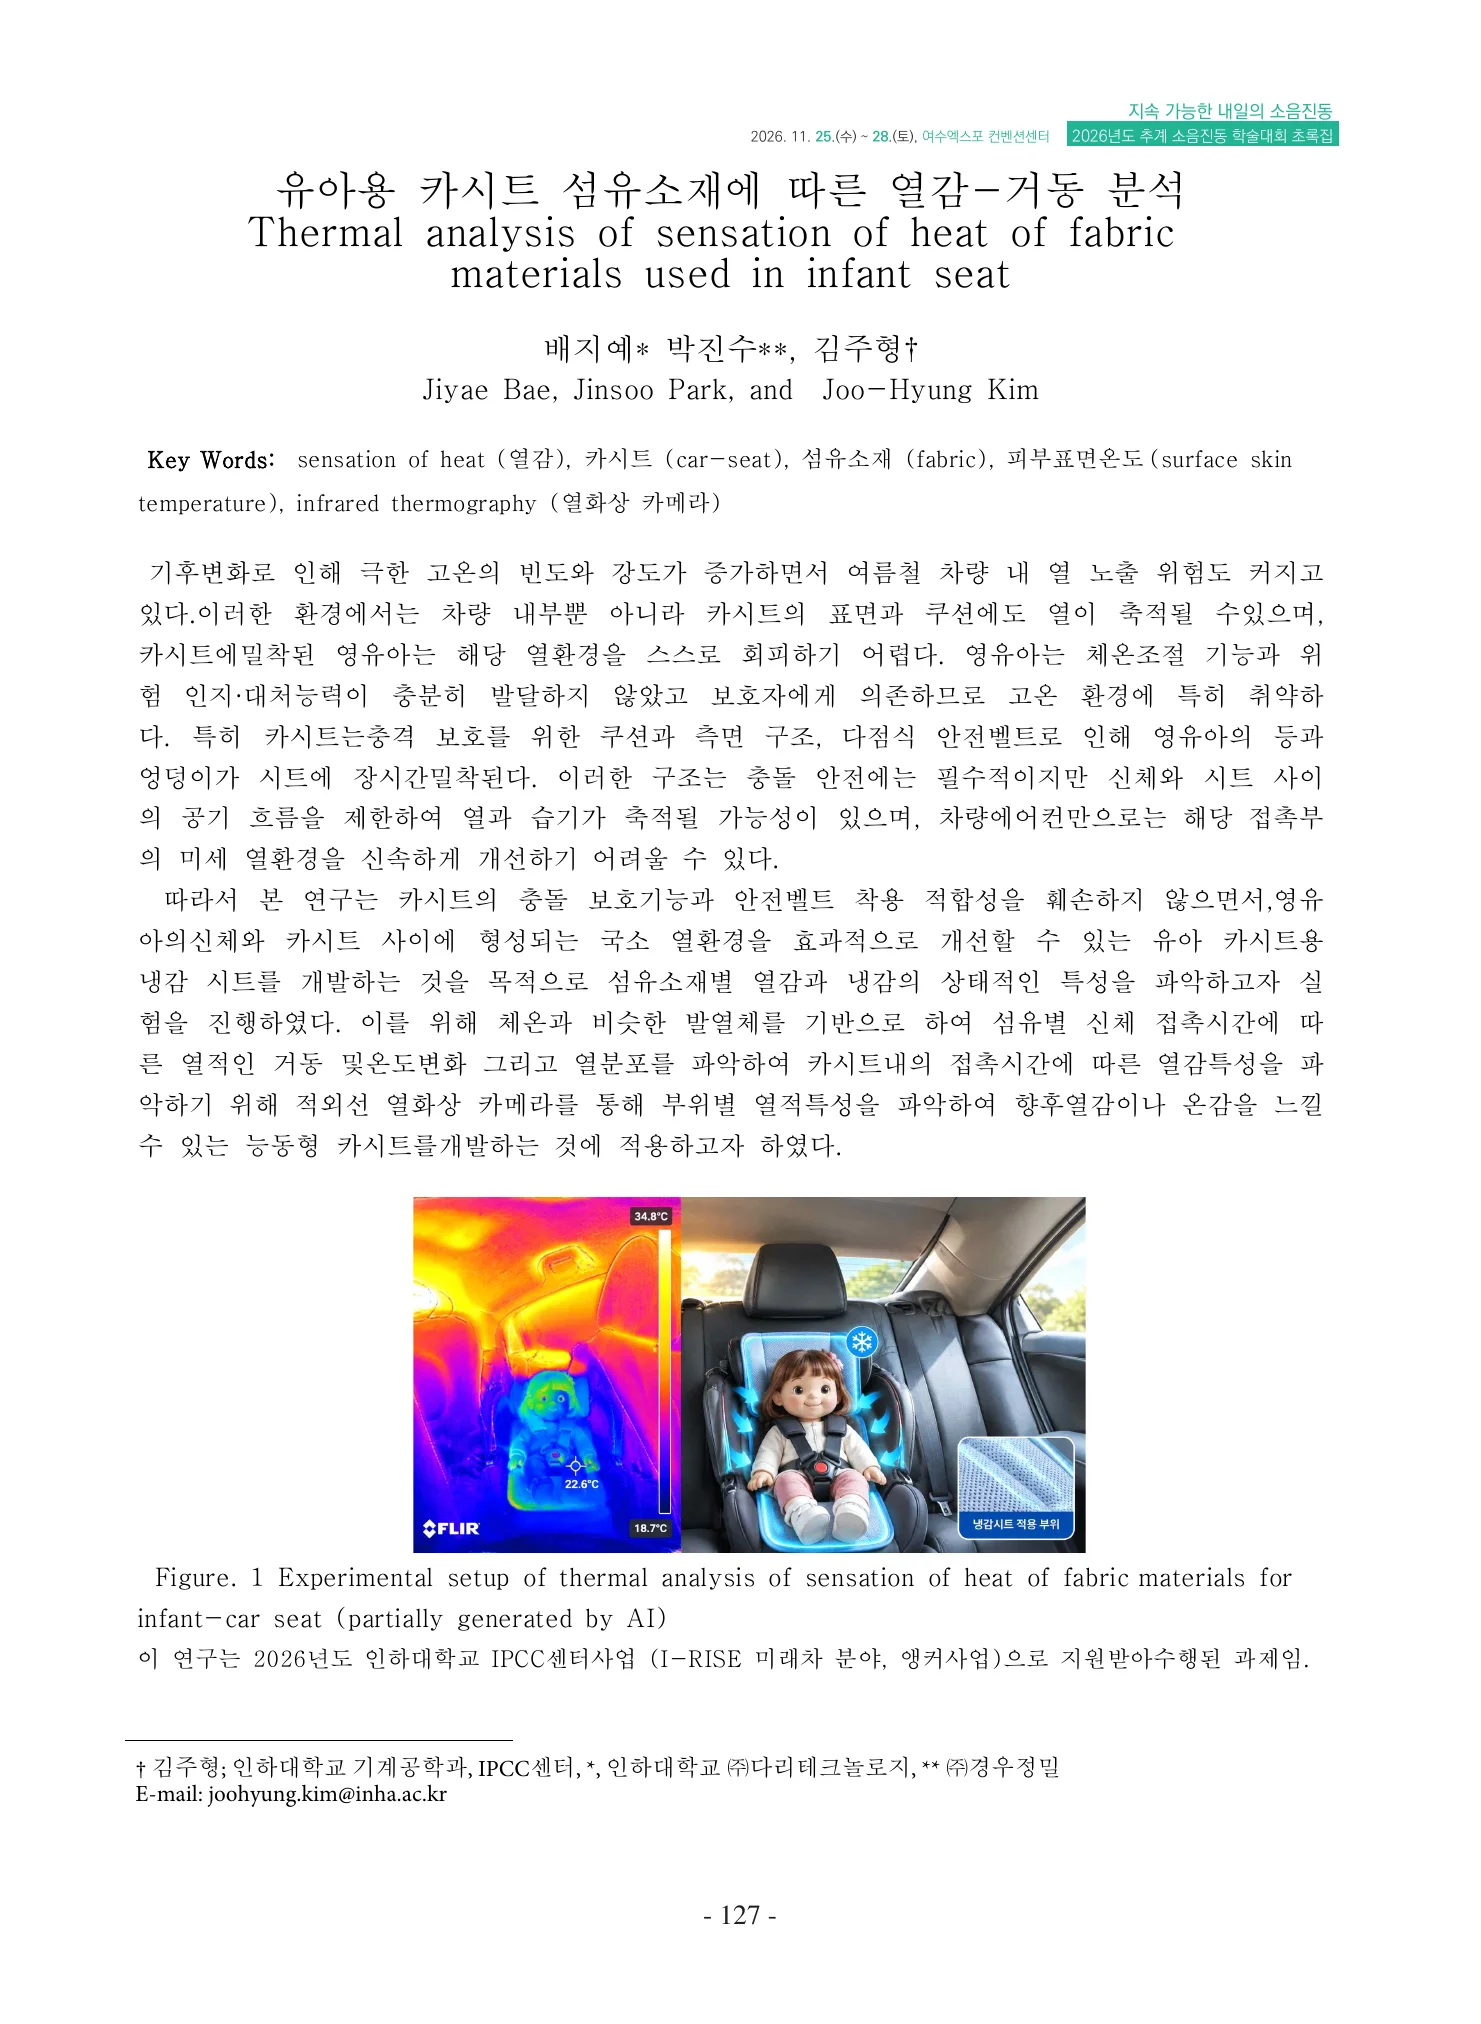 지속 가능한 내일의 소음진동
2026. 11. 25.(수) ~ 28.(토), 여수엑스포 컨벤션센터 2026년도 추계 소음진동 학술대회 초록집
유아용 카시트 섬유소재에 따른 열감-거동 분석
Thermal analysis of sensation of heat of fabric
materials used in infant seat
배지예* 박진수**, 김주형†
Jiyae Bae, Jinsoo Park, and Joo-Hyung Kim
Key Words: sensation of heat (열감), 카시트 (car-seat), 섬유소재 (fabric), 피부표면온도(surface skin
temperature), infrared thermography (열화상 카메라)
기후변화로 인해 극한 고온의 빈도와 강도가 증가하면서 여름철 차량 내 열 노출 위험도 커지고
있다.이러한 환경에서는 차량 내부뿐 아니라 카시트의 표면과 쿠션에도 열이 축적될 수있으며,
카시트에밀착된 영유아는 해당 열환경을 스스로 회피하기 어렵다. 영유아는 체온조절 기능과 위
험 인지·대처능력이 충분히 발달하지 않았고 보호자에게 의존하므로 고온 환경에 특히 취약하
다. 특히 카시트는충격 보호를 위한 쿠션과 측면 구조, 다점식 안전벨트로 인해 영유아의 등과
엉덩이가 시트에 장시간밀착된다. 이러한 구조는 충돌 안전에는 필수적이지만 신체와 시트 사이
의 공기 흐름을 제한하여 열과 습기가 축적될 가능성이 있으며, 차량에어컨만으로는 해당 접촉부
의 미세 열환경을 신속하게 개선하기 어려울 수 있다.
따라서 본 연구는 카시트의 충돌 보호기능과 안전벨트 착용 적합성을 훼손하지 않으면서,영유
아의신체와 카시트 사이에 형성되는 국소 열환경을 효과적으로 개선할 수 있는 유아 카시트용
냉감 시트를 개발하는 것을 목적으로 섬유소재별 열감과 냉감의 상태적인 특성을 파악하고자 실
험을 진행하였다. 이를 위해 체온과 비슷한 발열체를 기반으로 하여 섬유별 신체 접촉시간에 따
른 열적인 거동 및온도변화 그리고 열분포를 파악하여 카시트내의 접촉시간에 따른 열감특성을 파
악하기 위해 적외선 열화상 카메라를 통해 부위별 열적특성을 파악하여 향후열감이나 온감을 느낄
수 있는 능동형 카시트를개발하는 것에 적용하고자 하였다.
34.8°C
22.6°C
18.7°C
FLIR
냉감시트 적용 부위
Figure. 1 Experimental setup of thermal analysis of sensation of heat of fabric materials for
infant-car seat (partially generated by AI)
이 연구는 2026년도 인하대학교 IPCC센터사업 (I-RISE 미래차 분야, 앵커사업)으로 지원받아수행된 과제임.
† 김주형; 인하대학교 기계공학과, IPCC센터, *, 인하대학교 ㈜다리테크놀로지, ** ㈜경우정밀
E-mail: joohyung.kim@inha.ac.kr
- 127 -